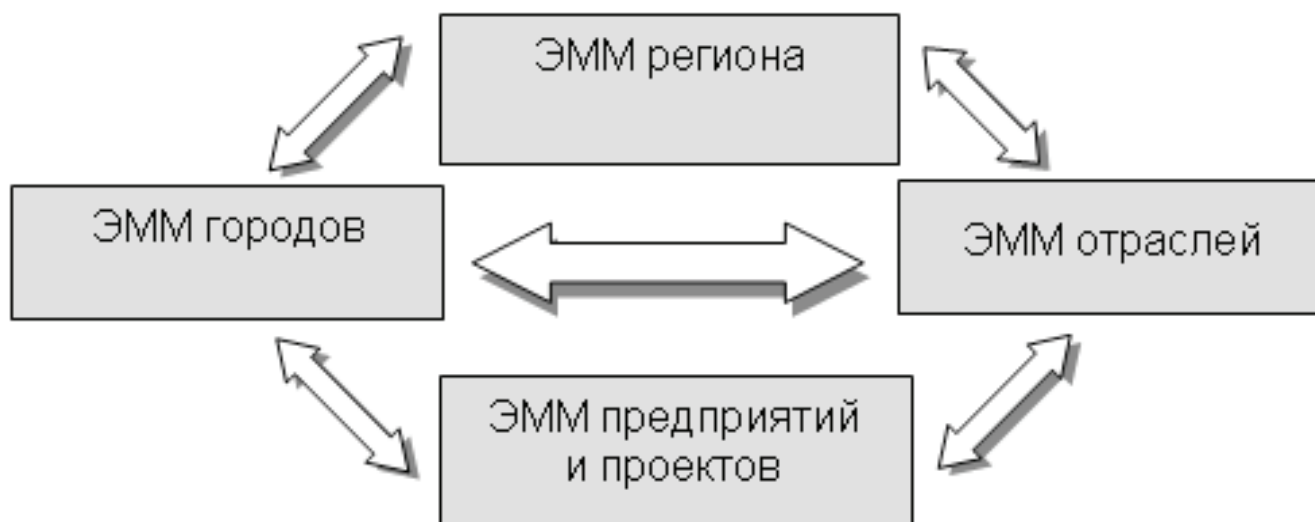 ЭММ региона
ЭММ городов
ЭММ отраслей
ЭММ предприятий
и проектов